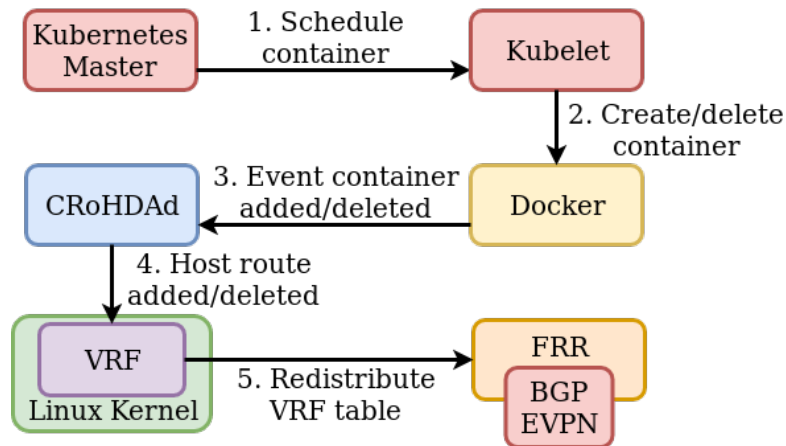 Kubernetes
Master
1. Schedule
container
Kubelet
2. Create/delete
container
CRoHDAd
3. Event container
added/deleted
Docker
4. Host route
added/deleted
VRF
Linux Kernel
5. Redistribute
VRF table
FRR
BGP
EVPN